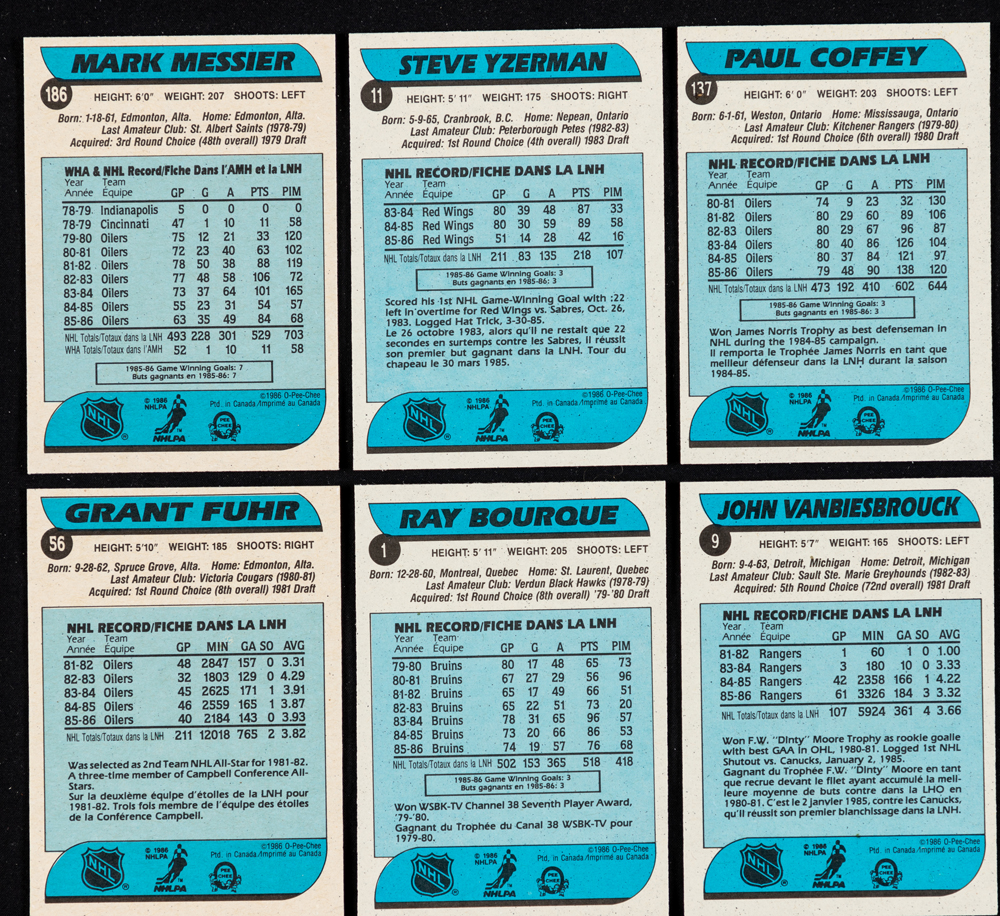 MARK MESSIER
186
HEIGHT: 6'0" WEIGHT: 207 SHOOTS: LEFT
Born: 1-18-61, Edmonton, Alta. Home: Edmonton, Alta.
Last Amateur Club: St. Albert Saints (1978-79)
Acquired: 3rd Round Choice (48th overall) 1979 Draft
WHA & NHL Record/Fiche Dans l'AMH et la LNH
Year Team
Année Équipe GP G A PTS PIM
78-79 Indianapolis 5 0 0 0 0
78-79 Cincinnati 47 1 10 11 58
79-80 Oilers 75 12 21 33 120
80-81 Oilers 72 23 40 63 102
81-82 Oilers 78 50 38 88 119
82-83 Oilers 77 48 58 106 72
83-84 Oilers 73 37 64 101 165
84-85 Oilers 55 23 31 54 57
85-86 Oilers 63 35 49 84 68
NHL Totals/Totaux dans la LNH 493 228 301 529 703
WHA Totals/Totaux dans l'AMH 52 1 10 11 58
1985-86 Game Winning Goals: 7
Buts gagnants en 1985-86: 7
NHL
®
© 1986
NHLPA
NHLPA
TM
O-PEE-CHEE
©1986 O-Pee-Chee
Ptd. in Canada/Imprimé au Canada
STEVE YZERMAN
11
HEIGHT: 5' 11" WEIGHT: 175 SHOOTS: RIGHT
Born: 5-9-65, Cranbrook, B.C. Home: Nepean, Ontario
Last Amateur Club: Peterborough Petes (1982-83)
Acquired: 1st Round Choice (4th overall) 1983 Draft
NHL RECORD/FICHE DANS LA LNH
Year Team
Année Équipe GP G A PTS PIM
83-84 Red Wings 80 39 48 87 33
84-85 Red Wings 80 30 59 89 58
85-86 Red Wings 51 14 28 42 16
NHL Totals/Totaux dans la LNH 211 83 135 218 107
1985-86 Game Winning Goals: 3
Buts gagnants en 1985-86: 3
Scored his 1st NHL Game-Winning Goal with :22
left in overtime for Red Wings vs. Sabres, Oct. 26,
1983. Logged Hat Trick, 3-30-85.
Le 26 octobre 1983, alors qu'il ne restait que 22
secondes en surtemps contre les Sabres, il réussit
son premier but gagnant dans la LNH. Tour du
chapeau le 30 mars 1985.
NHL
®
© 1986
NHLPA
NHLPA
TM
O-PEE-CHEE
©1986 O-Pee-Chee
Ptd. in Canada/Imprimé au Canada
PAUL COFFEY
137
HEIGHT: 6' 0" WEIGHT: 203 SHOOTS: LEFT
Born: 6-1-61, Weston, Ontario Home: Mississauga, Ontario
Last Amateur Club: Kitchener Rangers (1979-80)
Acquired: 1st Round Choice (6th overall) 1980 Draft
NHL RECORD/FICHE DANS LA LNH
Year Team
Année Équipe GP G A PTS PIM
80-81 Oilers 74 9 23 32 130
81-82 Oilers 80 29 60 89 106
82-83 Oilers 80 29 67 96 87
83-84 Oilers 80 40 86 126 104
84-85 Oilers 80 37 84 121 97
85-86 Oilers 79 48 90 138 120
NHL Totals/Totaux dans la LNH 473 192 410 602 644
1985-86 Game Winning Goals: 3
Buts gagnants en 1985-86: 3
Won James Norris Trophy as best defenseman in
NHL during the 1984-85 campaign.
Il remporta le Trophée James Norris en tant que
meilleur défenseur dans la LNH durant la saison
1984-85.
NHL
®
© 1986
NHLPA
NHLPA
TM
O-PEE-CHEE
©1986 O-Pee-Chee
Ptd. in Canada/Imprimé au Canada
GRANT FUHR
56
HEIGHT: 5'10" WEIGHT: 185 SHOOTS: RIGHT
Born: 9-28-62, Spruce Grove, Alta. Home: Edmonton, Alta.
Last Amateur Club: Victoria Cougars (1980-81)
Acquired: 1st Round Choice (8th overall) 1981 Draft
NHL RECORD/FICHE DANS LA LNH
Year Team
Année Équipe GP MIN GA SO AVG
81-82 Oilers 48 2847 157 0 3.31
82-83 Oilers 32 1803 129 0 4.29
83-84 Oilers 45 2625 171 1 3.91
84-85 Oilers 46 2559 165 1 3.87
85-86 Oilers 40 2184 143 0 3.93
NHL Totals/Totaux dans la LNH 211 12018 765 2 3.82
Was selected as 2nd Team NHL All-Star for 1981-82.
A three-time member of Campbell Conference All-
Stars.
Sur la deuxième équipe d'étoiles de la LNH pour
1981-82. Trois fois membre de l'équipe des étoiles
de la Conférence Campbell.
NHL
®
© 1986
NHLPA
NHLPA
TM
O-PEE-CHEE
©1986 O-Pee-Chee
Ptd. in Canada/Imprimé au Canada
RAY BOURQUE
1
HEIGHT: 5' 11" WEIGHT: 205 SHOOTS: LEFT
Born: 12-28-60, Montreal, Quebec Home: St. Laurent, Quebec
Last Amateur Club: Verdun Black Hawks (1978-79)
Acquired: 1st Round Choice (8th overall) '79-'80 Draft
NHL RECORD/FICHE DANS LA LNH
Year Team
Année Équipe GP G A PTS PIM
79-80 Bruins 80 17 48 65 73
80-81 Bruins 67 27 29 56 96
81-82 Bruins 65 17 49 66 51
82-83 Bruins 65 22 51 73 20
83-84 Bruins 78 31 65 96 57
84-85 Bruins 73 20 66 86 53
85-86 Bruins 74 19 57 76 68
NHL Totals/Totaux dans la LNH 502 153 365 518 418
1985-86 Game Winning Goals: 3
Buts gagnants en 1985-86: 3
Won WSBK-TV Channel 38 Seventh Player Award,
'79-'80.
Gagnant du Trophée du Canal 38 WSBK-TV pour
1979-80.
NHL
®
© 1986
NHLPA
NHLPA
TM
O-PEE-CHEE
©1986 O-Pee-Chee
Ptd. in Canada/Imprimé au Canada
JOHN VANBIESBROUCK
9
HEIGHT: 5'7" WEIGHT: 165 SHOOTS: LEFT
Born: 9-4-63, Detroit, Michigan Home: Detroit, Michigan
Last Amateur Club: Sault Ste. Marie Greyhounds (1982-83)
Acquired: 5th Round Choice (72nd overall) 1981 Draft
NHL RECORD/FICHE DANS LA LNH
Year Team
Année Équipe GP MIN GA SO AVG
81-82 Rangers 1 60 1 0 1.00
83-84 Rangers 3 180 10 0 3.33
84-85 Rangers 42 2358 166 1 4.22
85-86 Rangers 61 3326 184 3 3.32
NHL Totals/Totaux dans la LNH 107 5924 361 4 3.66
Won F.W. "Dinty" Moore Trophy as rookie goalie
with best GAA in OHL, 1980-81. Logged 1st NHL
Shutout vs. Canucks, January 2, 1985.
Gagnant du Trophée F.W. "Dinty" Moore en tant
que recrue devant le filet ayant accumulé la meil-
leure moyenne de buts contre dans la LHO en
1980-81. C'est le 2 janvier 1985, contre les Canucks,
qu'il réussit son premier blanchissage dans la LNH.
NHL
®
© 1986
NHLPA
NHLPA
TM
O-PEE-CHEE
©1986 O-Pee-Chee
Ptd. in Canada/Imprimé au Canada